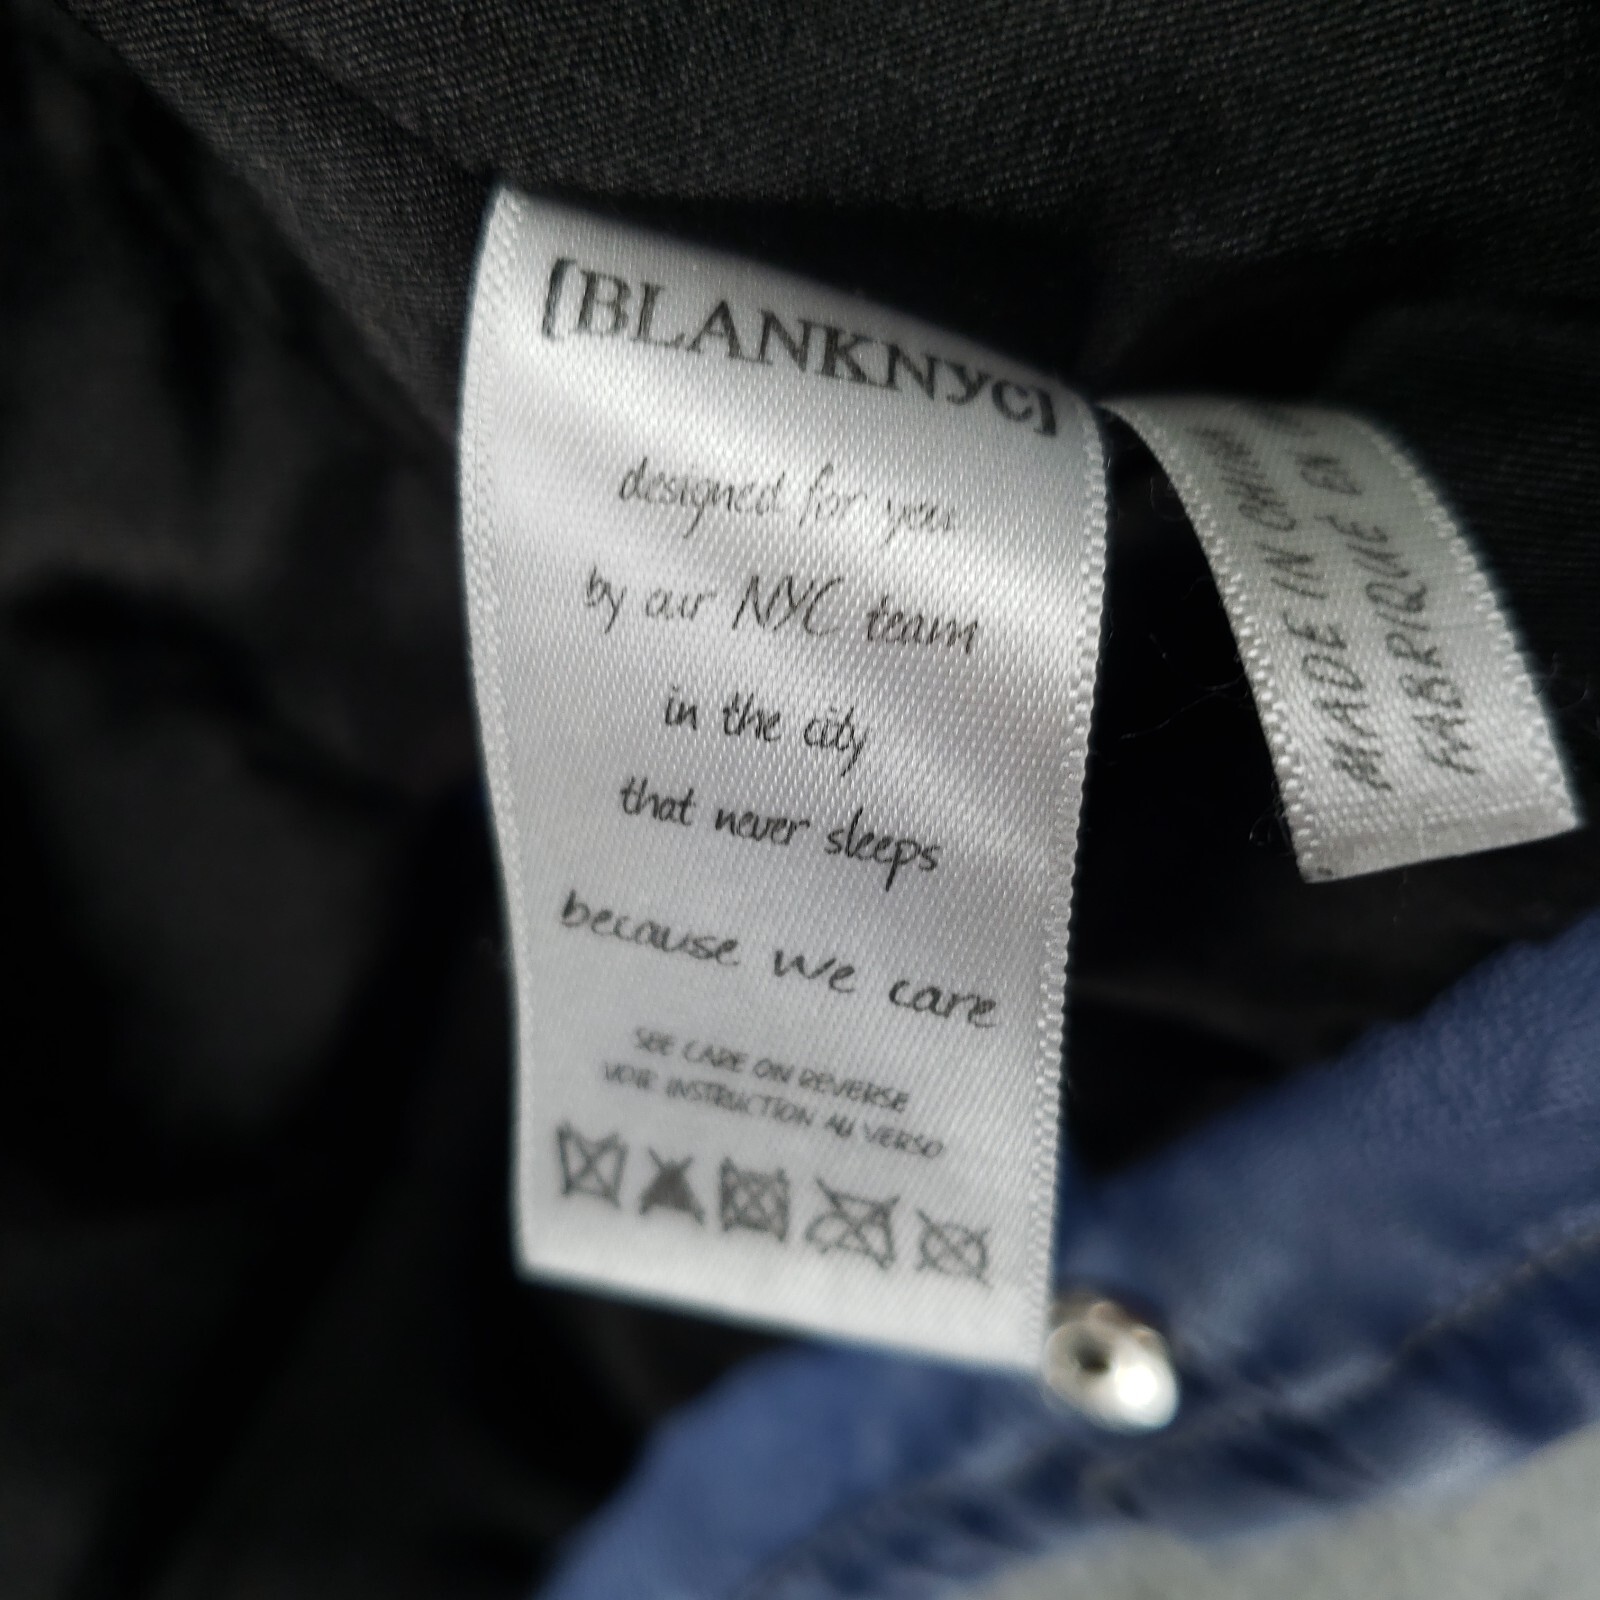 [BLANKNYC]
designed for you
by our NYC team
in the city
that never sleeps
because we care
SEE CARE ON REVERSE
VOIR INSTRUCTION AU VERSO
MADE IN CHINA
FABRIQUÉ EN